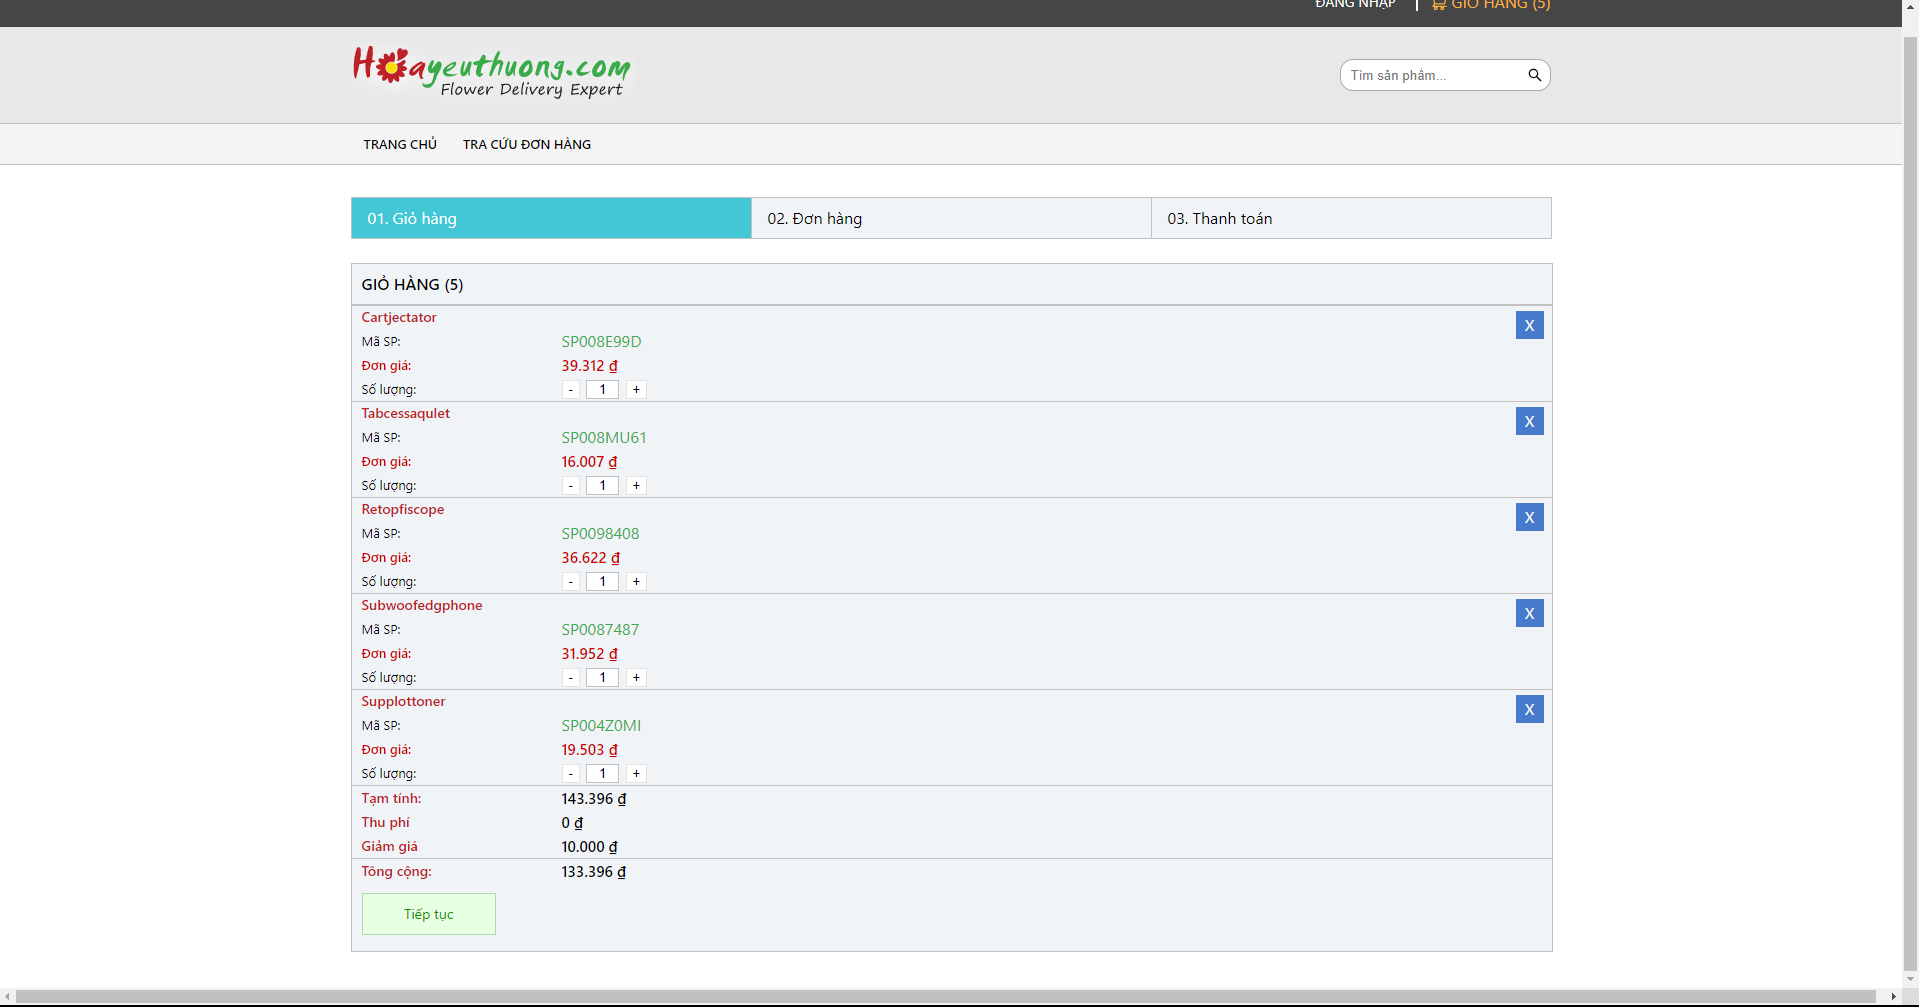 ĐĂNG NHẬP | GIỎ HÀNG (5)
Hoayeuthuong.com
Flower Delivery Expert
Tìm sản phẩm...
TRANG CHỦ TRA CỨU ĐƠN HÀNG
01. Giỏ hàng 02. Đơn hàng 03. Thanh toán
GIỎ HÀNG (5)
Cartjectator X
Mã SP: SP008E99D
Đơn giá: 39.312 ₫
Số lượng: - 1 +
Tabcessaqulet X
Mã SP: SP008MU61
Đơn giá: 16.007 ₫
Số lượng: - 1 +
Retopfiscope X
Mã SP: SP0098408
Đơn giá: 36.622 ₫
Số lượng: - 1 +
Subwoofedgphone X
Mã SP: SP0087487
Đơn giá: 31.952 ₫
Số lượng: - 1 +
Supplottoner X
Mã SP: SP004Z0MI
Đơn giá: 19.503 ₫
Số lượng: - 1 +
Tạm tính: 143.396 ₫
Thu phí 0 ₫
Giảm giá 10.000 ₫
Tông cộng: 133.396 ₫
Tiếp tục